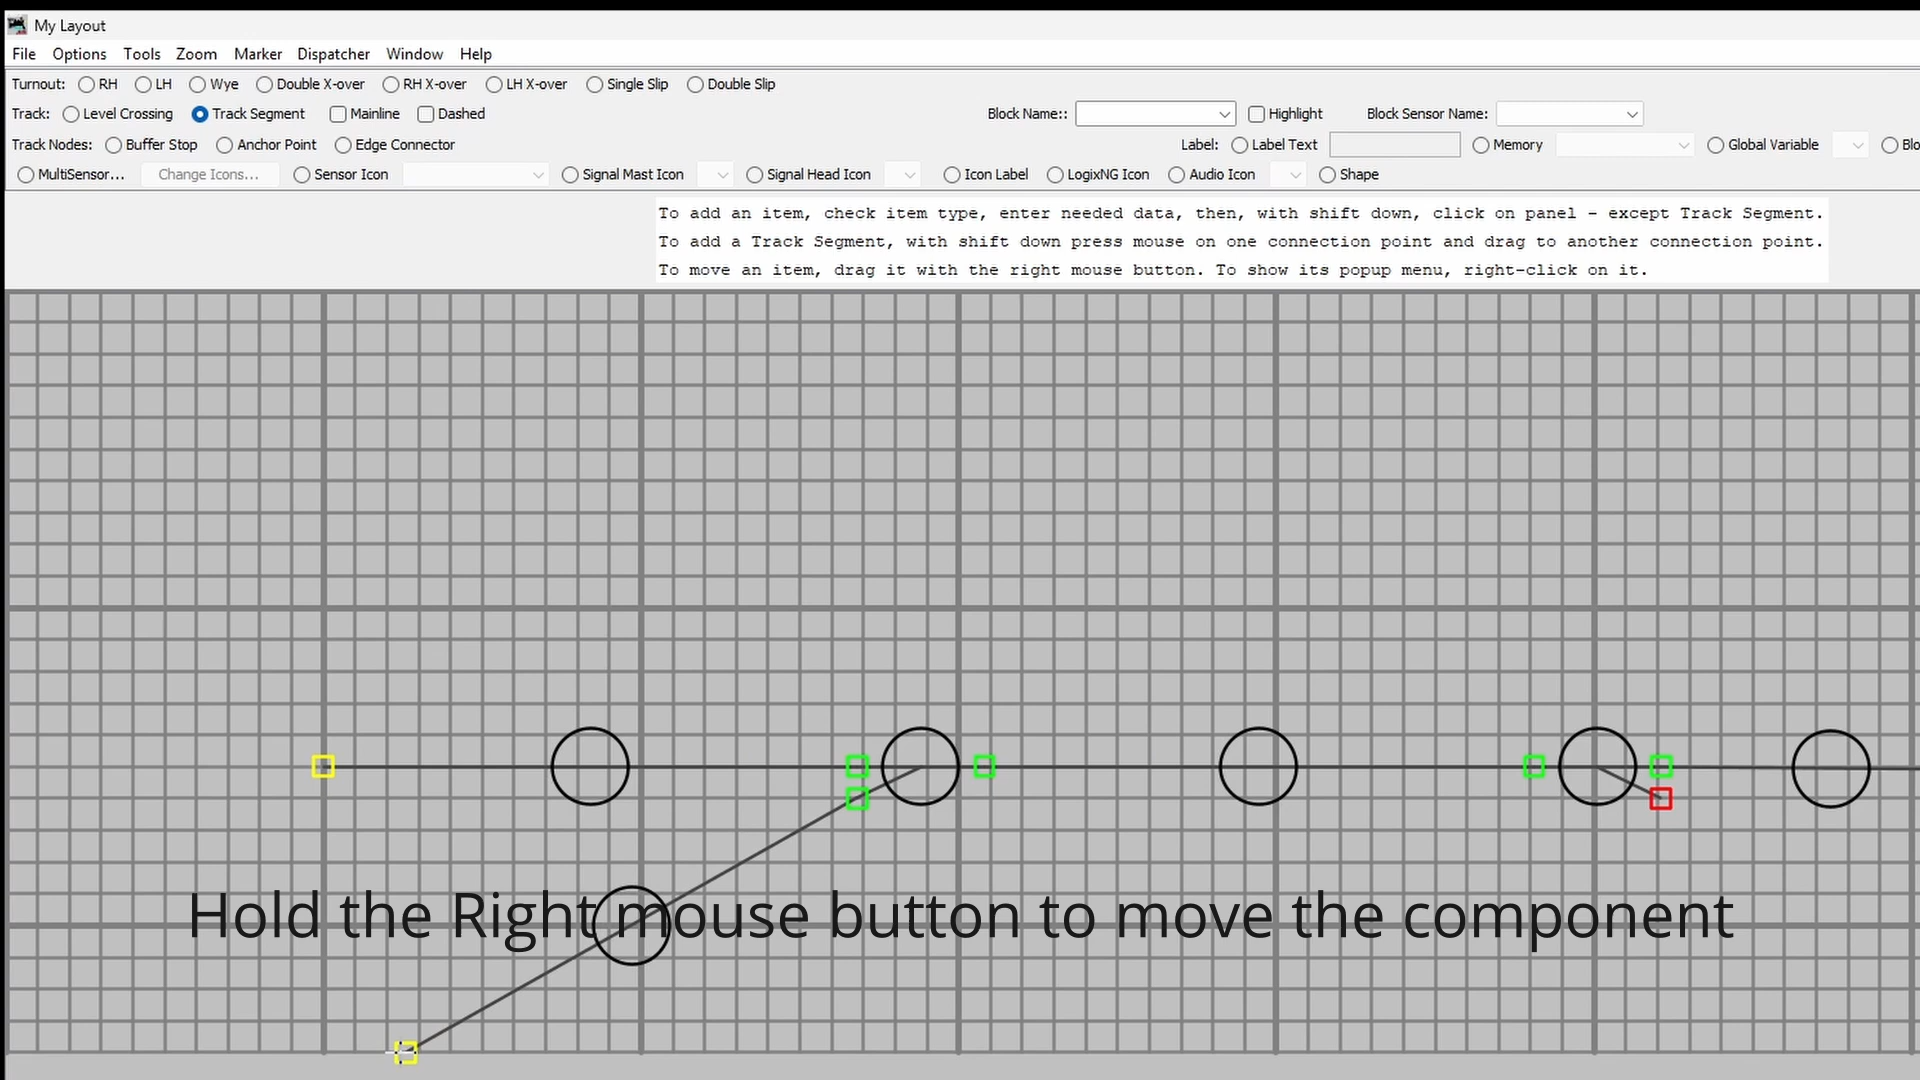 My Layout
File Options Tools Zoom Marker Dispatcher Window Help
Turnout: RH LH Wye Double X-over RH X-over LH X-over Single Slip Double Slip
Track: Level Crossing Track Segment Mainline Dashed Block Name:: Highlight Block Sensor Name:
Track Nodes: Buffer Stop Anchor Point Edge Connector Label: Label Text Memory Global Variable Blo
MultiSensor... Change Icons... Sensor Icon Signal Mast Icon Signal Head Icon Icon Label LogixNG Icon Audio Icon Shape
To add an item, check item type, enter needed data, then, with shift down, click on panel - except Track Segment.
To add a Track Segment, with shift down press mouse on one connection point and drag to another connection point.
To move an item, drag it with the right mouse button. To show its popup menu, right-click on it.
Hold the Right mouse button to move the component